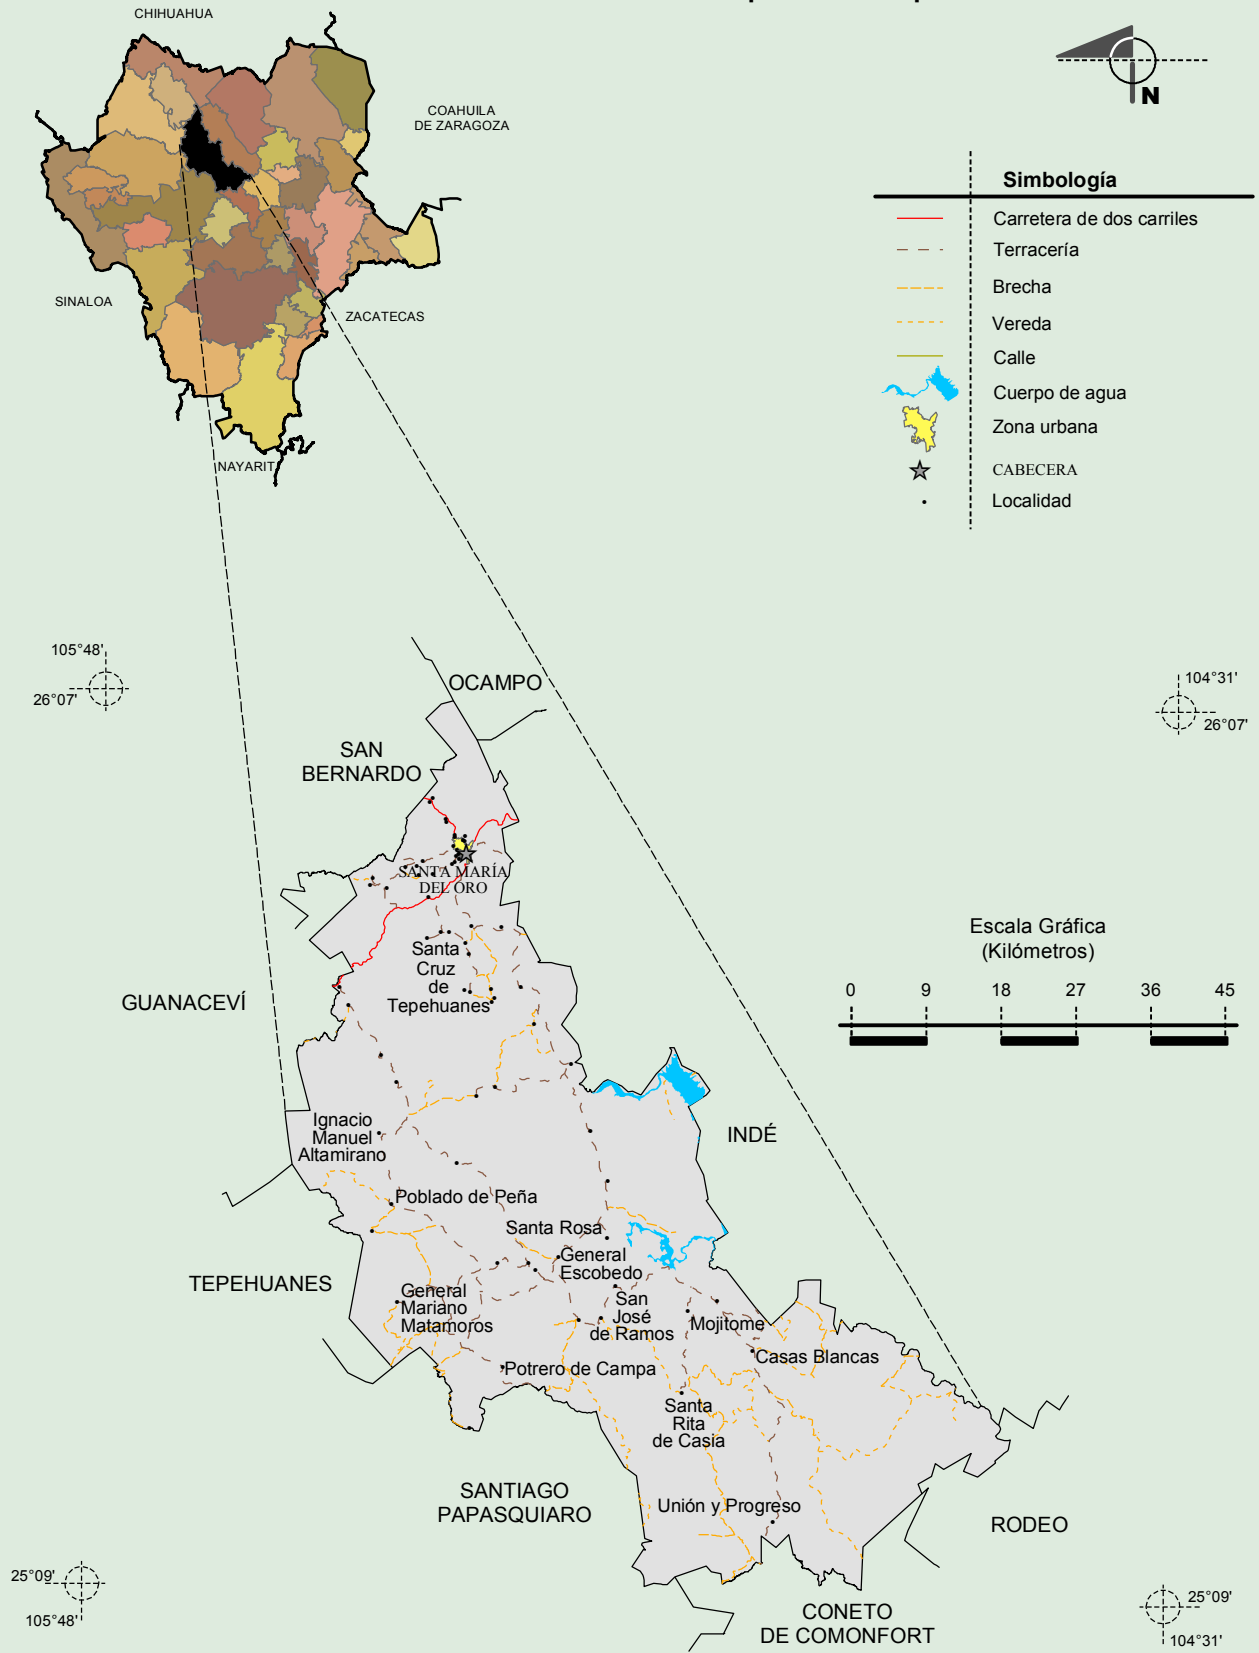 CHIHUAHUA
COAHUILA
DE ZARAGOZA
SINALOA
ZACATECAS
NAYARIT
N
Simbología
Carretera de dos carriles
Terracería
Brecha
Vereda
Calle
Cuerpo de agua
Zona urbana
CABECERA
Localidad
105°48'
26°07'
104°31'
26°07'
OCAMPO
SAN
BERNARDO
SANTA MARÍA
DEL ORO
Santa
Cruz
de
Tepehuanes
GUANACEVÍ
Escala Gráfica
(Kilómetros)
0 9 18 27 36 45
Ignacio
Manuel
Altamirano
INDÉ
Poblado de Peña
Santa Rosa
General
Escobedo
TEPEHUANES
General
Mariano
Matamoros
San
José
de Ramos
Mojitome
Casas Blancas
Potrero de Campa
Santa
Rita
de Casia
SANTIAGO
PAPASQUIARO
Unión y Progreso
RODEO
CONETO
DE COMONFORT
25°09'
105°48'
25°09'
104°31'